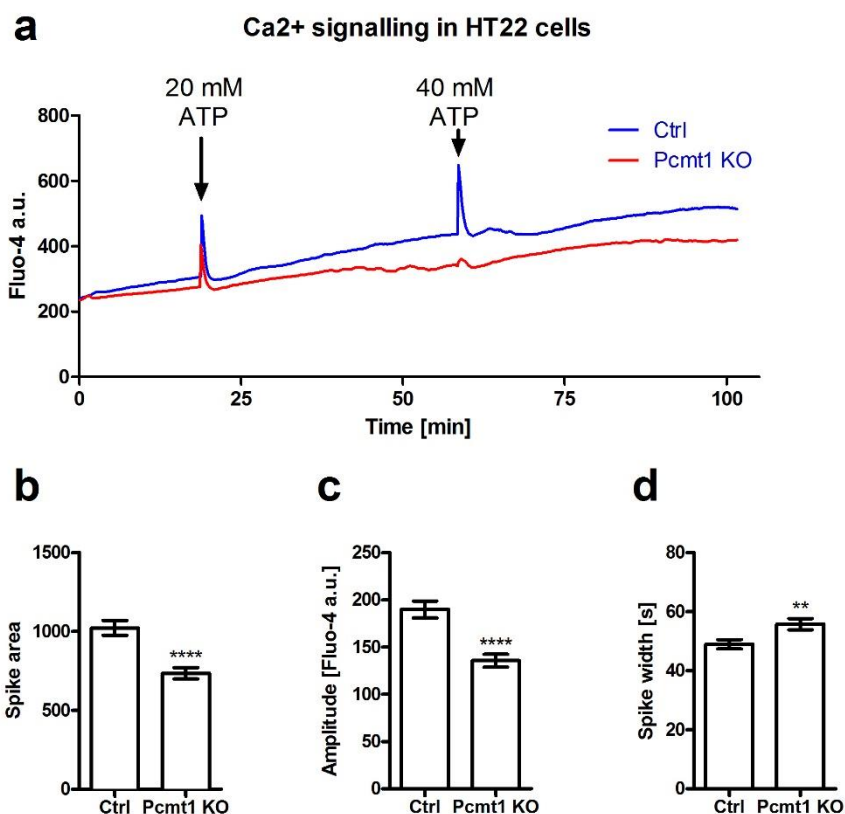 a
Ca2+ signalling in HT22 cells
20 mM
ATP
40 mM
ATP
Ctrl
Pcmt1 KO
Fluo-4 a.u.
800
600
400
200
0
0 25 50 75 100
Time [min]
b
Spike area
1500
1000
500
0
****
Ctrl Pcmt1 KO
c
Amplitude [Fluo-4 a.u.]
250
200
150
100
50
0
****
Ctrl Pcmt1 KO
d
Spike width [s]
80
60
40
20
0
**
Ctrl Pcmt1 KO